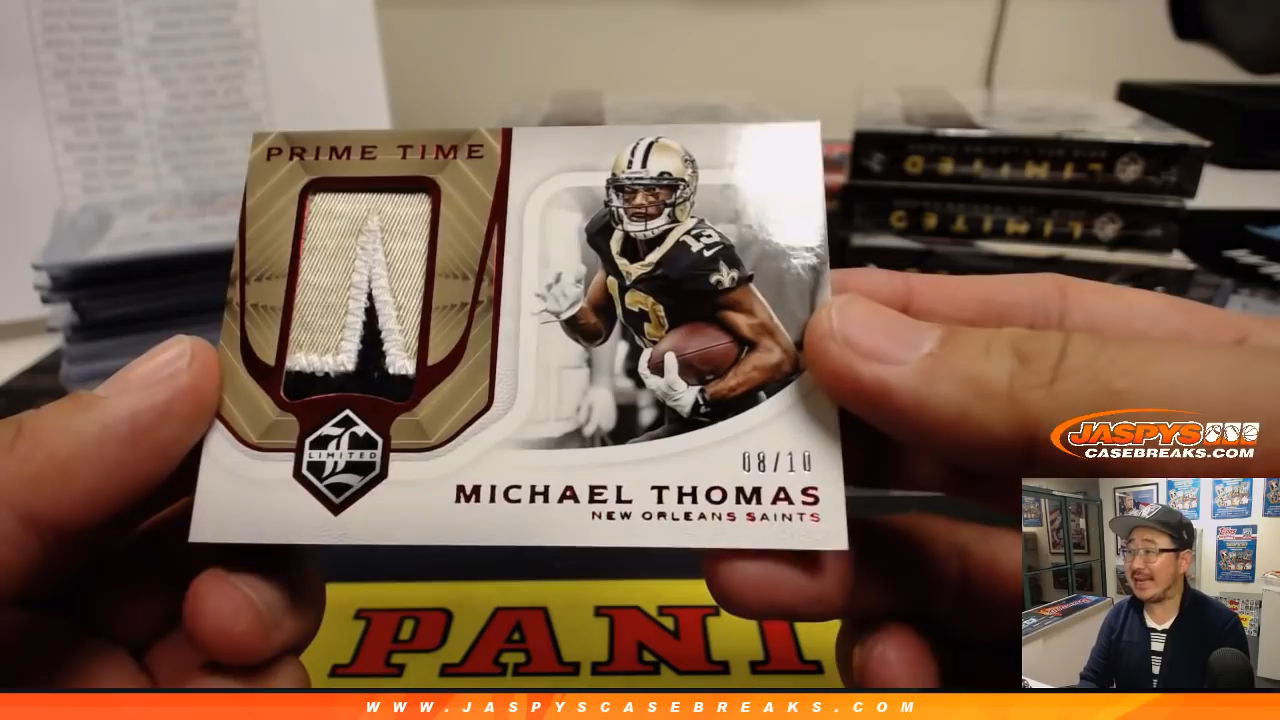 PRIME TIME
LIMITED
13
13
08/10
MICHAEL THOMAS
NEW ORLEANS SAINTS
LIMITED
LIMITED
PANI
JASPYS
CASEBREAKS.COM
WWW.JASPYSCASEBREAKS.COM